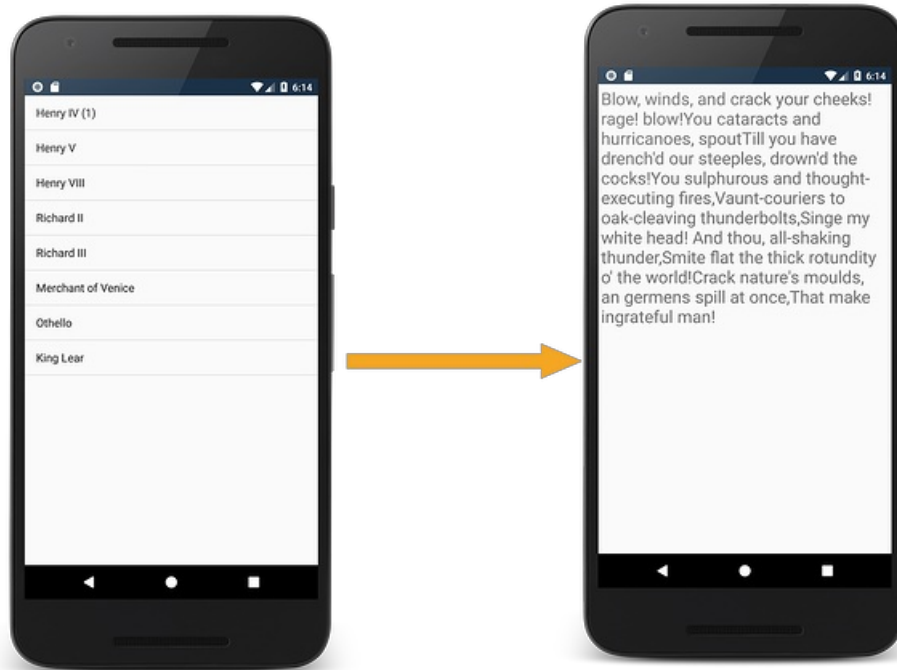 6:14
Henry IV (1)
Henry V
Henry VIII
Richard II
Richard III
Merchant of Venice
Othello
King Lear
6:14
Blow, winds, and crack your cheeks!
rage! blow!You cataracts and
hurricanoes, spoutTill you have
drench'd our steeples, drown'd the
cocks!You sulphurous and thought-
executing fires,Vaunt-couriers to
oak-cleaving thunderbolts,Singe my
white head! And thou, all-shaking
thunder,Smite flat the thick rotundity
o' the world!Crack nature's moulds,
an germens spill at once,That make
ingrateful man!